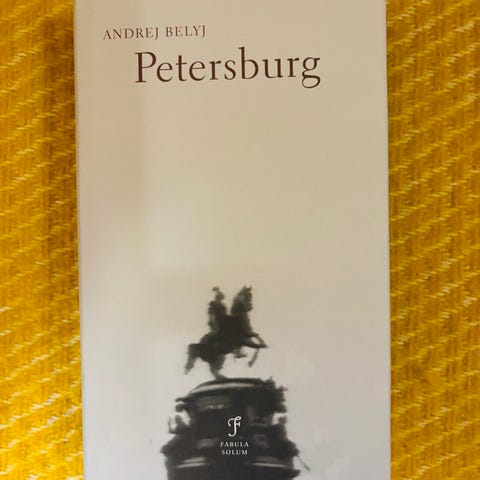 ANDREJ BELYJ
Petersburg
F
FABULA
SOLUM